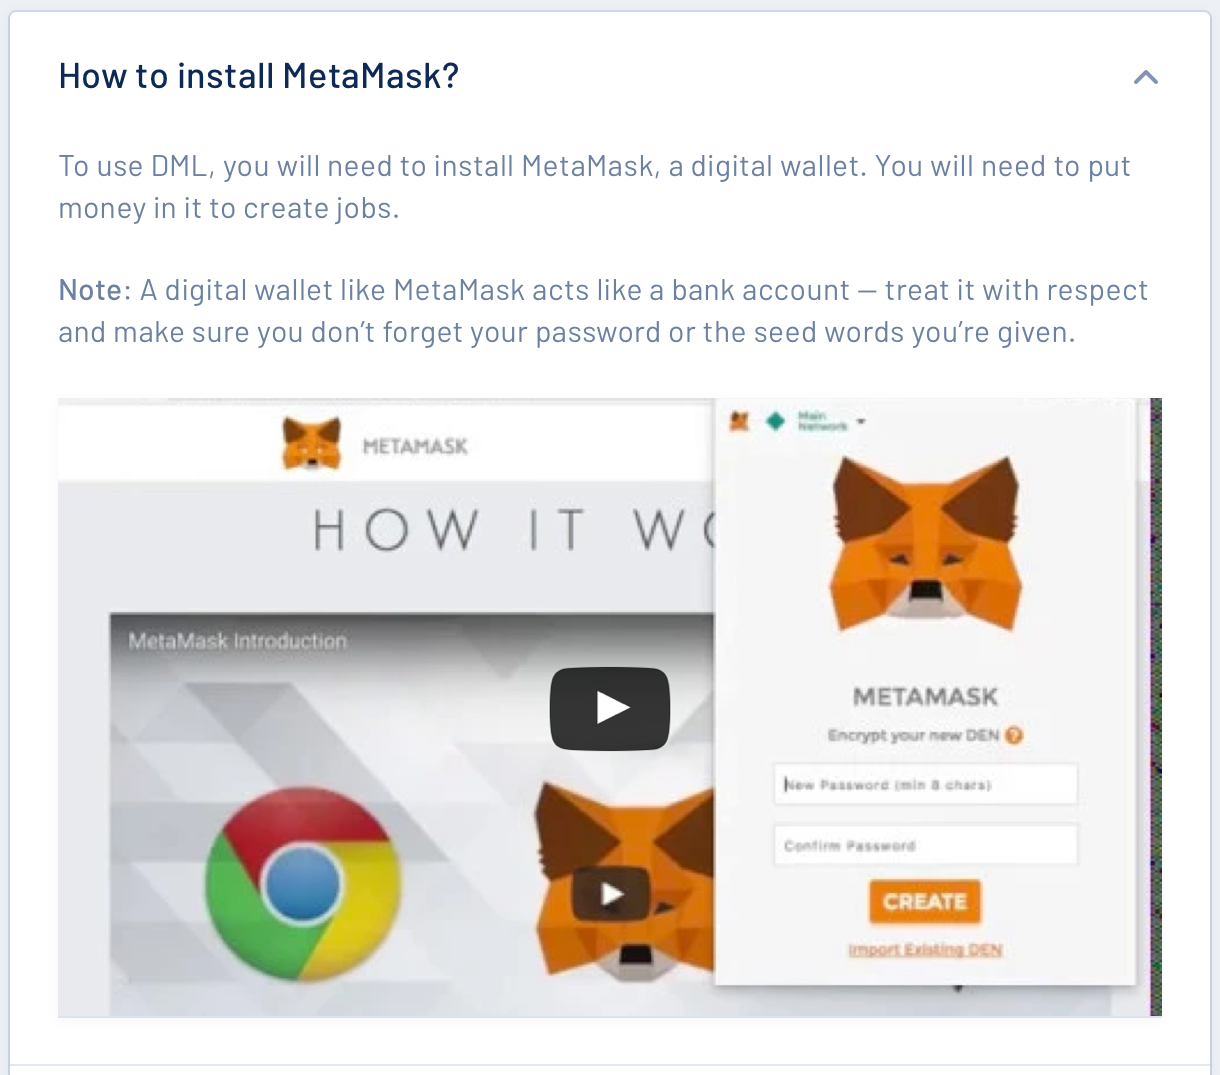 How to install MetaMask?
To use DML, you will need to install MetaMask, a digital wallet. You will need to put
money in it to create jobs.
Note: A digital wallet like MetaMask acts like a bank account — treat it with respect
and make sure you don’t forget your password or the seed words you’re given.
METAMASK
HOW IT WO
MetaMask Introduction
Main
Network
METAMASK
Encrypt your new DEN ?
New Password (min 8 chars)
Confirm Password
CREATE
Import Existing DEN